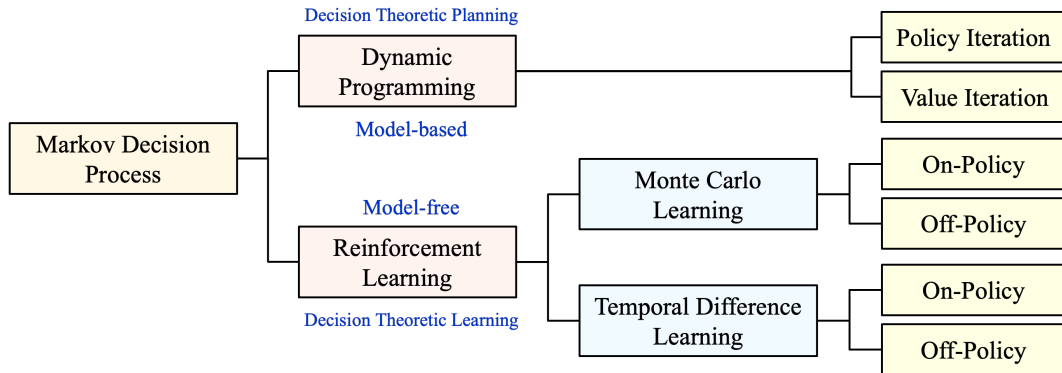 Decision Theoretic Planning
Dynamic
Programming
Model-based
Policy Iteration
Value Iteration
Markov Decision
Process
Model-free
Reinforcement
Learning
Decision Theoretic Learning
Monte Carlo
Learning
On-Policy
Off-Policy
Temporal Difference
Learning
On-Policy
Off-Policy